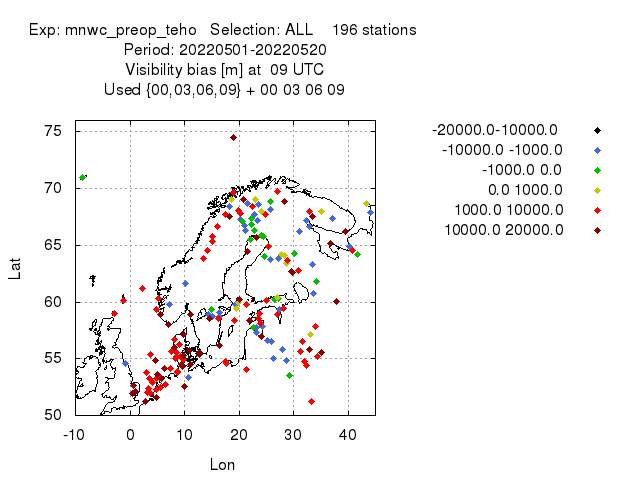 Exp: mnwc_preop_teho   Selection: ALL    196 stations
Period: 20220501-20220520
Visibility bias [m] at  09 UTC
Used {00,03,06,09} + 00 03 06 09
-20000.0-10000.0
-10000.0 -1000.0
-1000.0 0.0
0.0 1000.0
1000.0 10000.0
10000.0 20000.0
75
70
65
60
55
50
Lat
-10 0 10 20 30 40
Lon